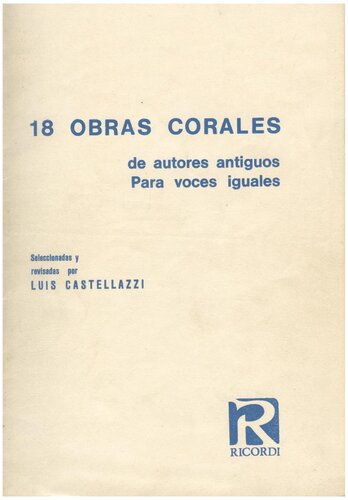 18 OBRAS CORALES
de autores antiguos
Para voces iguales
Seleccionadas y
revisadas por
LUIS CASTELLAZZI
R
RICORDI